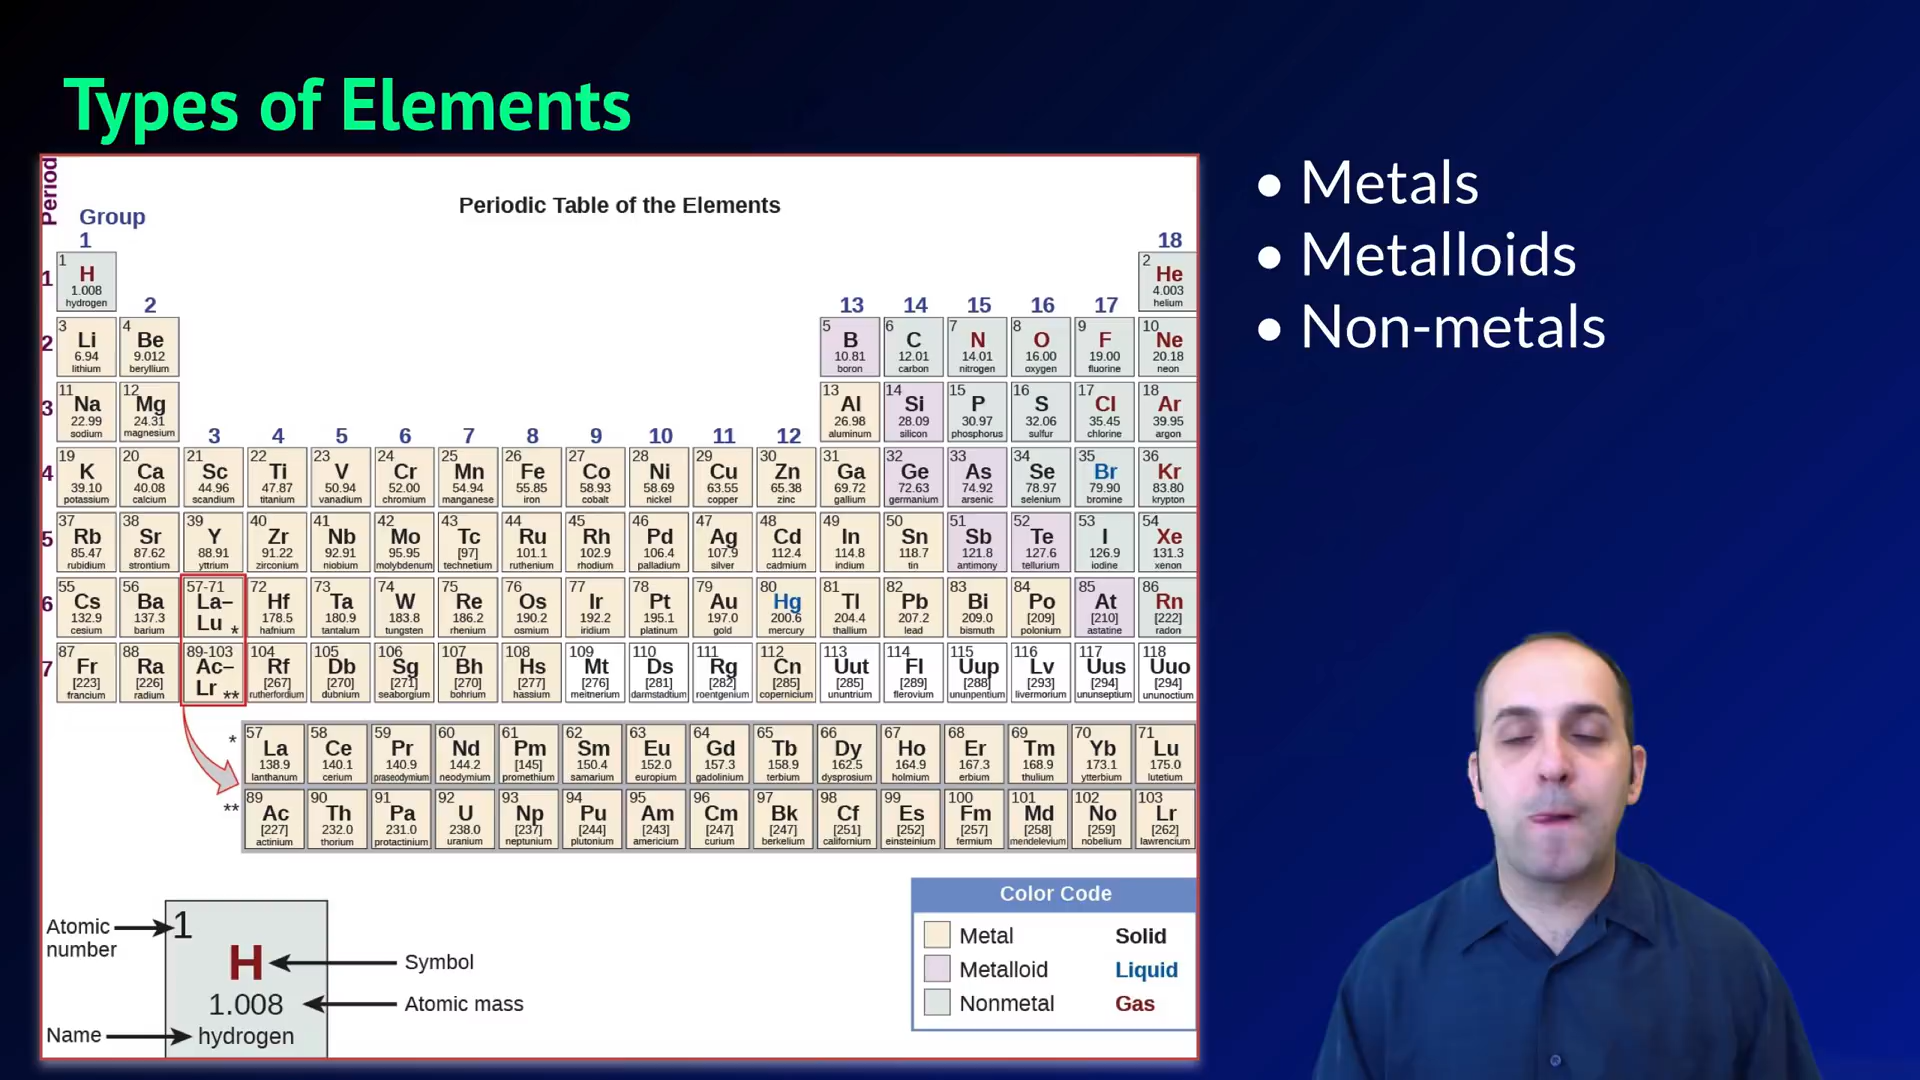 Types of Elements
• Metals
• Metalloids
• Non-metals
Periodic Table of the Elements
Period
Group
1 2 3 4 5 6 7 8 9 10 11 12 13 14 15 16 17 18
1
1 H 1.008 hydrogen
2 He 4.003 helium
2
3 Li 6.94 lithium
4 Be 9.012 beryllium
5 B 10.81 boron
6 C 12.01 carbon
7 N 14.01 nitrogen
8 O 16.00 oxygen
9 F 19.00 fluorine
10 Ne 20.18 neon
3
11 Na 22.99 sodium
12 Mg 24.31 magnesium
13 Al 26.98 aluminum
14 Si 28.09 silicon
15 P 30.97 phosphorus
16 S 32.06 sulfur
17 Cl 35.45 chlorine
18 Ar 39.95 argon
4
19 K 39.10 potassium
20 Ca 40.08 calcium
21 Sc 44.96 scandium
22 Ti 47.87 titanium
23 V 50.94 vanadium
24 Cr 52.00 chromium
25 Mn 54.94 manganese
26 Fe 55.85 iron
27 Co 58.93 cobalt
28 Ni 58.69 nickel
29 Cu 63.55 copper
30 Zn 65.38 zinc
31 Ga 69.72 gallium
32 Ge 72.63 germanium
33 As 74.92 arsenic
34 Se 78.97 selenium
35 Br 79.90 bromine
36 Kr 83.80 krypton
5
37 Rb 85.47 rubidium
38 Sr 87.62 strontium
39 Y 88.91 yttrium
40 Zr 91.22 zirconium
41 Nb 92.91 niobium
42 Mo 95.95 molybdenum
43 Tc [97] technetium
44 Ru 101.1 ruthenium
45 Rh 102.9 rhodium
46 Pd 106.4 palladium
47 Ag 107.9 silver
48 Cd 112.4 cadmium
49 In 114.8 indium
50 Sn 118.7 tin
51 Sb 121.8 antimony
52 Te 127.6 tellurium
53 I 126.9 iodine
54 Xe 131.3 xenon
6
55 Cs 132.9 cesium
56 Ba 137.3 barium
57-71 La– Lu *
72 Hf 178.5 hafnium
73 Ta 180.9 tantalum
74 W 183.8 tungsten
75 Re 186.2 rhenium
76 Os 190.2 osmium
77 Ir 192.2 iridium
78 Pt 195.1 platinum
79 Au 197.0 gold
80 Hg 200.6 mercury
81 Tl 204.4 thallium
82 Pb 207.2 lead
83 Bi 209.0 bismuth
84 Po [209] polonium
85 At [210] astatine
86 Rn [222] radon
7
87 Fr [223] francium
88 Ra [226] radium
89-103 Ac– Lr **
104 Rf [267] rutherfordium
105 Db [270] dubnium
106 Sg [271] seaborgium
107 Bh [270] bohrium
108 Hs [277] hassium
109 Mt [276] meitnerium
110 Ds [281] darmstadtium
111 Rg [282] roentgenium
112 Cn [285] copernicium
113 Uut [285] ununtrium
114 Fl [289] flerovium
115 Uup [288] ununpentium
116 Lv [293] livermorium
117 Uus [294] ununseptium
118 Uuo [294] ununoctium
*
57 La 138.9 lanthanum
58 Ce 140.1 cerium
59 Pr 140.9 praseodymium
60 Nd 144.2 neodymium
61 Pm [145] promethium
62 Sm 150.4 samarium
63 Eu 152.0 europium
64 Gd 157.3 gadolinium
65 Tb 158.9 terbium
66 Dy 162.5 dysprosium
67 Ho 164.9 holmium
68 Er 167.3 erbium
69 Tm 168.9 thulium
70 Yb 173.1 ytterbium
71 Lu 175.0 lutetium
**
89 Ac [227] actinium
90 Th 232.0 thorium
91 Pa 231.0 protactinium
92 U 238.0 uranium
93 Np [237] neptunium
94 Pu [244] plutonium
95 Am [243] americium
96 Cm [247] curium
97 Bk [247] berkelium
98 Cf [251] californium
99 Es [252] einsteinium
100 Fm [257] fermium
101 Md [258] mendelevium
102 No [259] nobelium
103 Lr [262] lawrencium
Atomic number
1
H
1.008
hydrogen
Symbol
Atomic mass
Name
Color Code
Metal Solid
Metalloid Liquid
Nonmetal Gas